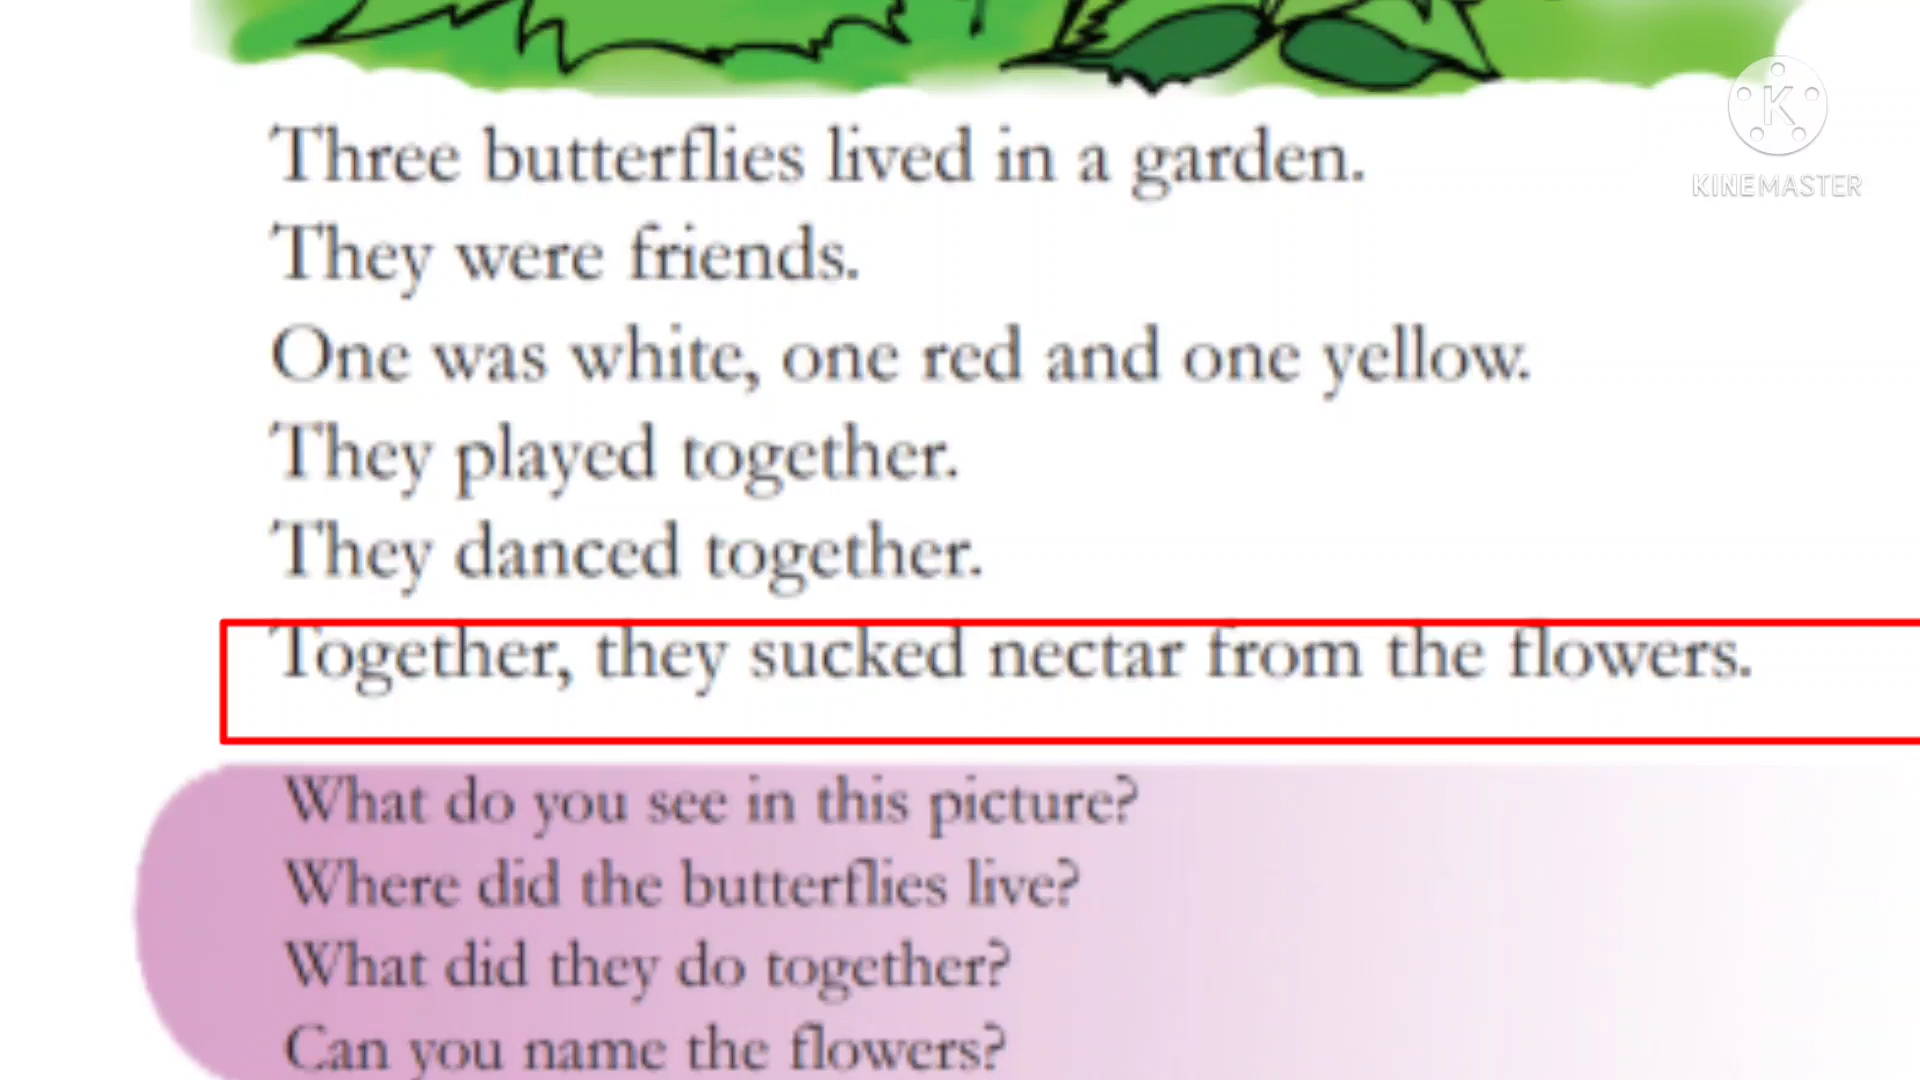 K
KINEMASTER
Three butterflies lived in a garden.
They were friends.
One was white, one red and one yellow.
They played together.
They danced together.
Together, they sucked nectar from the flowers.
What do you see in this picture?
Where did the butterflies live?
What did they do together?
Can you name the flowers?